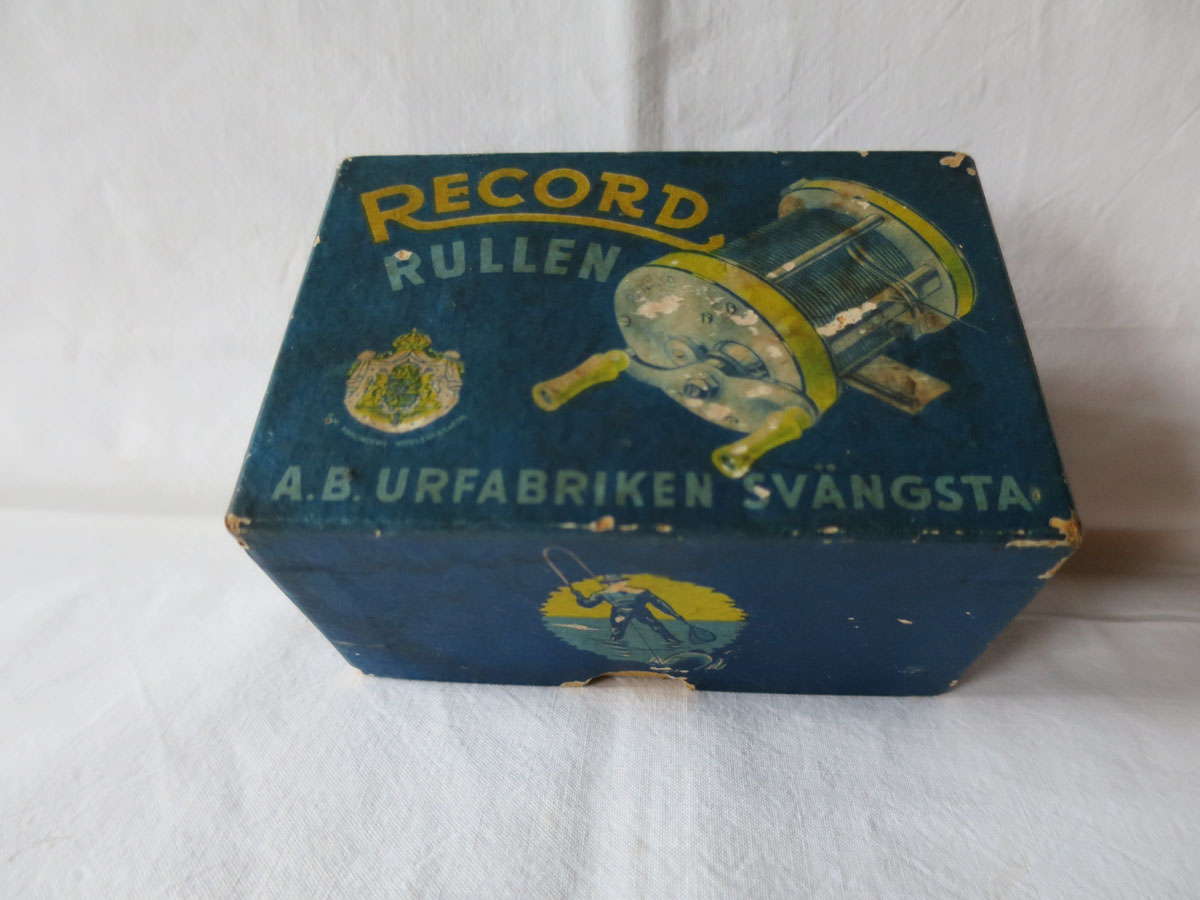 RECORD
RULLEN
A.B. URFABRIKEN SVÄNGSTA